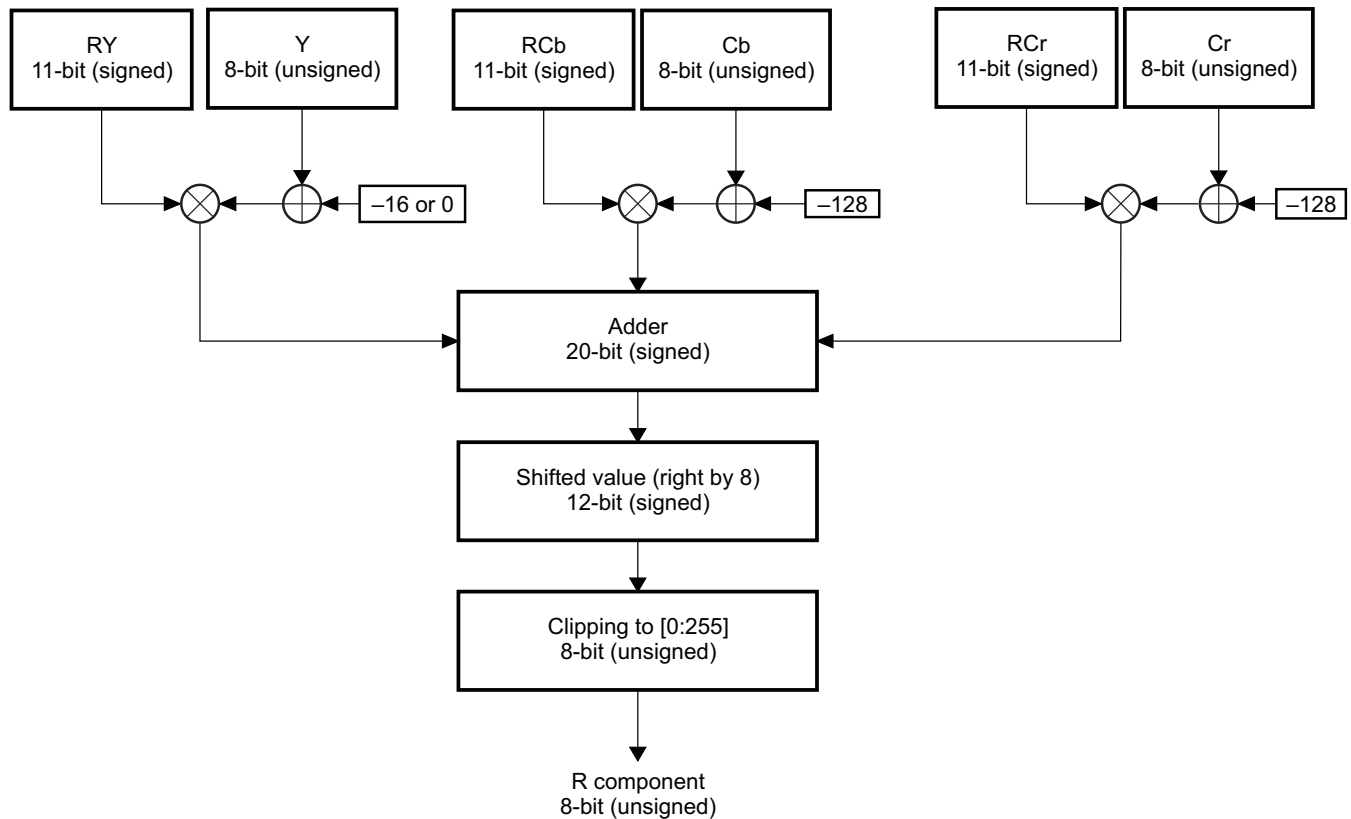 RY
11-bit (signed)
Y
8-bit (unsigned)
RCb
11-bit (signed)
Cb
8-bit (unsigned)
RCr
11-bit (signed)
Cr
8-bit (unsigned)
–16 or 0
–128
–128
Adder
20-bit (signed)
Shifted value (right by 8)
12-bit (signed)
Clipping to [0:255]
8-bit (unsigned)
R component
8-bit (unsigned)